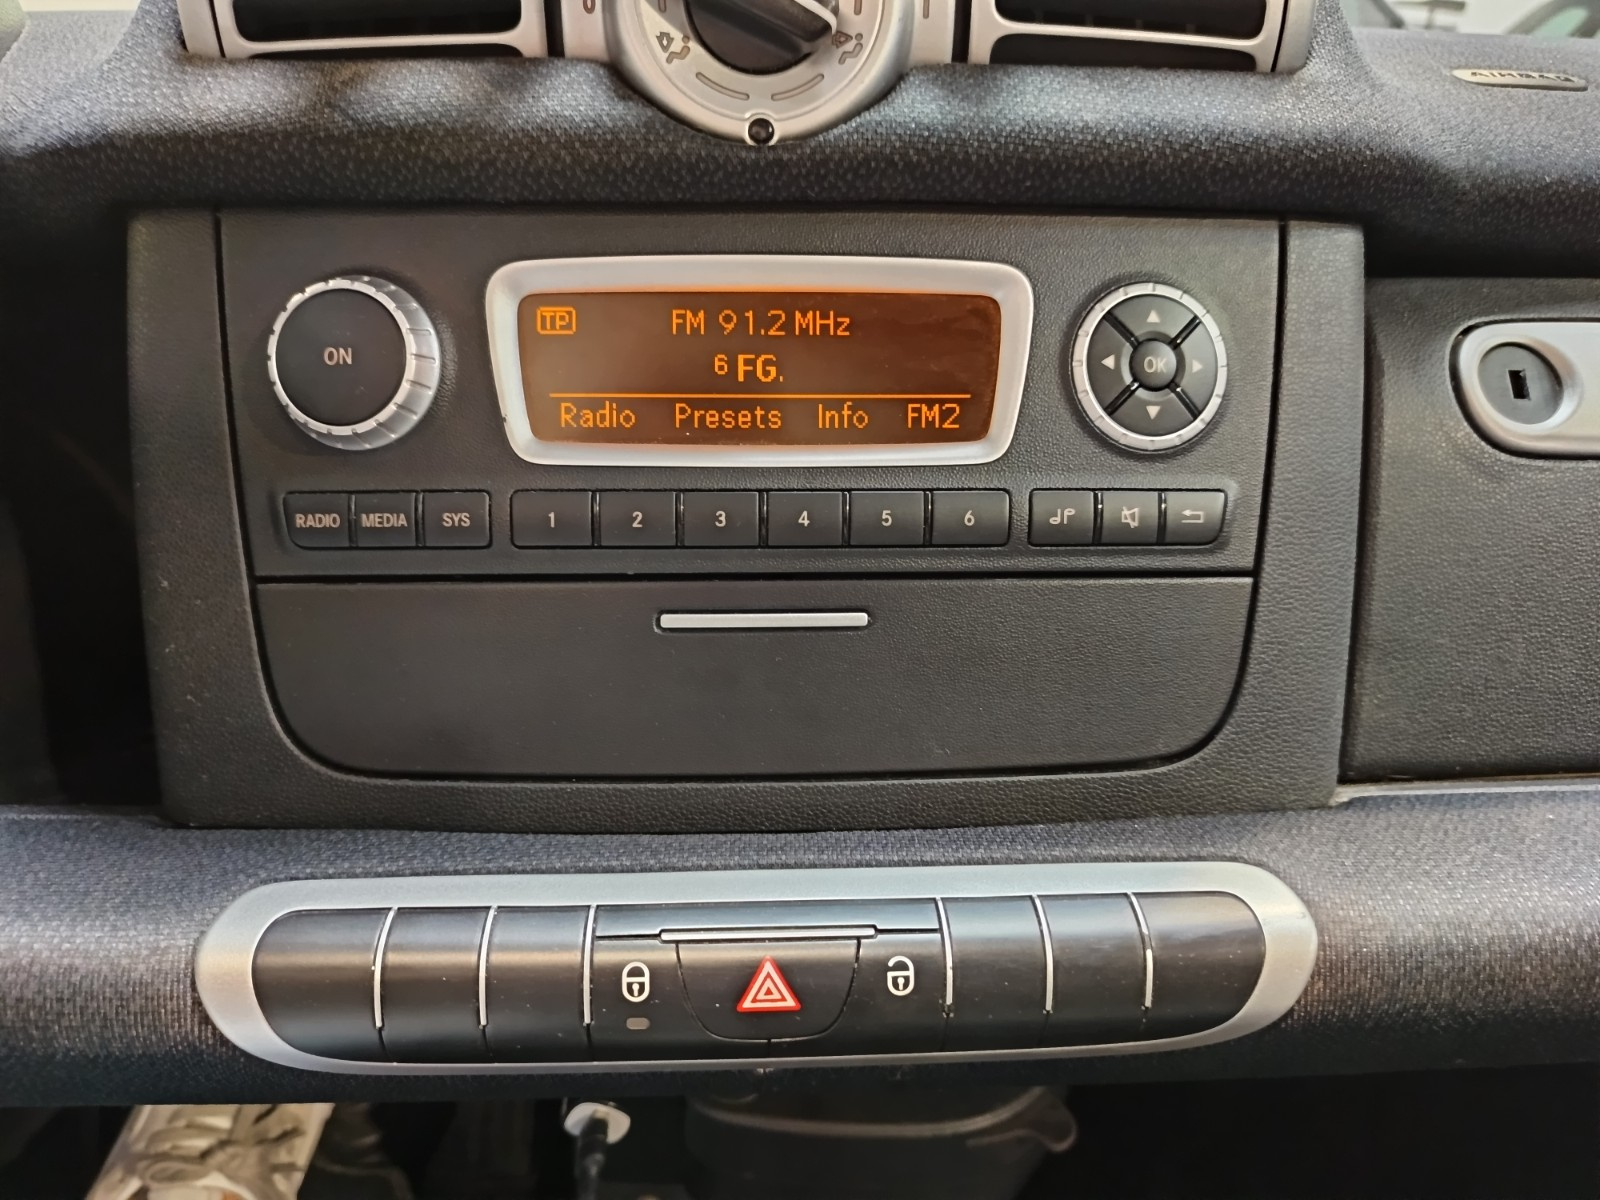 AIRBAG
TP FM 91.2 MHz
6 FG.
Radio Presets Info FM2
ON
OK
RADIO MEDIA SYS 1 2 3 4 5 6